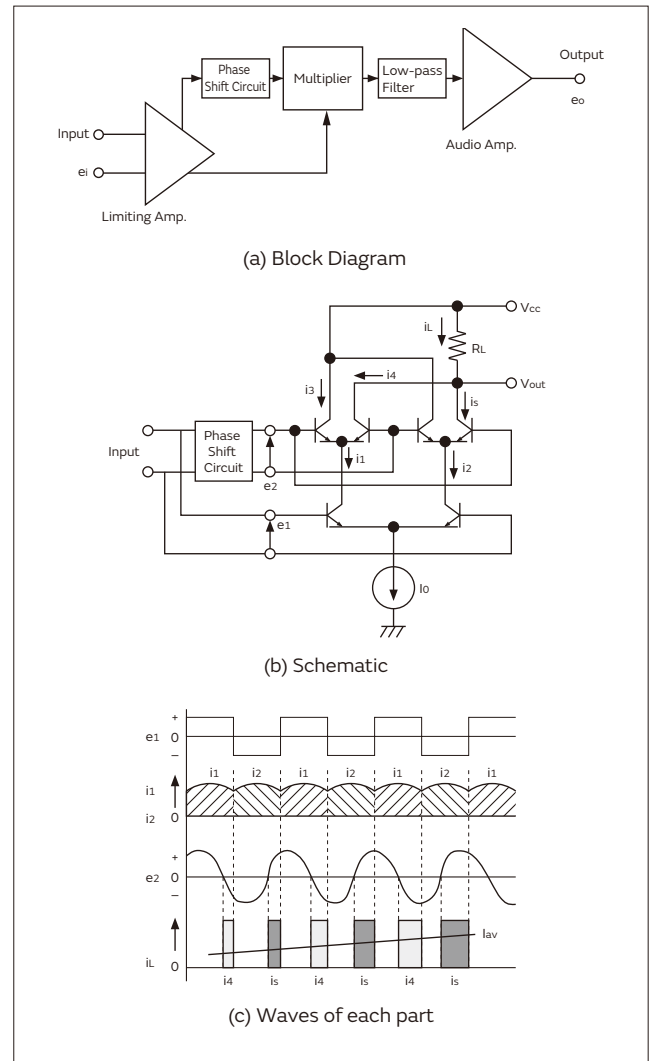 Phase
Shift Circuit
Multiplier
Low-pass
Filter
Output
eo
Audio Amp.
Input
ei
Limiting Amp.
(a) Block Diagram
Vcc
iL
RL
i4
Vout
i3
is
Phase
Shift
Circuit
Input
i1
i2
e2
e1
I0
(b) Schematic
+
e1 0
−
i1 i2 i1 i2 i1 i2 i1
i1
i2 0
+
e2 0
−
Iav
iL 0
i4 is i4 is i4 is
(c) Waves of each part